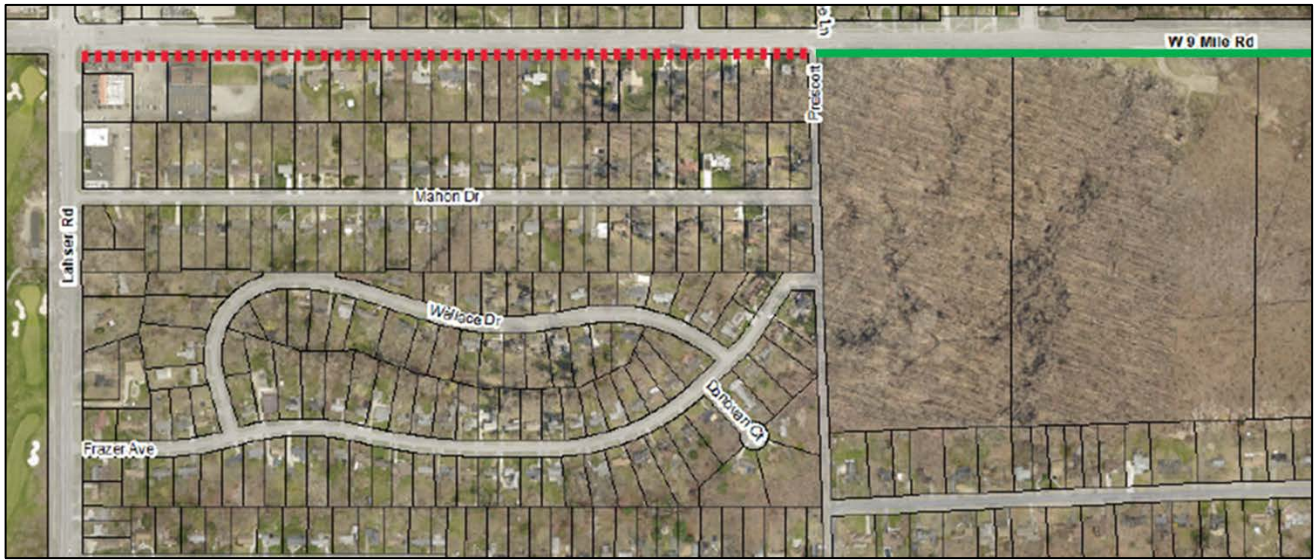 W 9 Mile Rd
Prescott
Mahon Dr
Lahser Rd
Wallace Dr
Donovan Ct
Frazer Ave